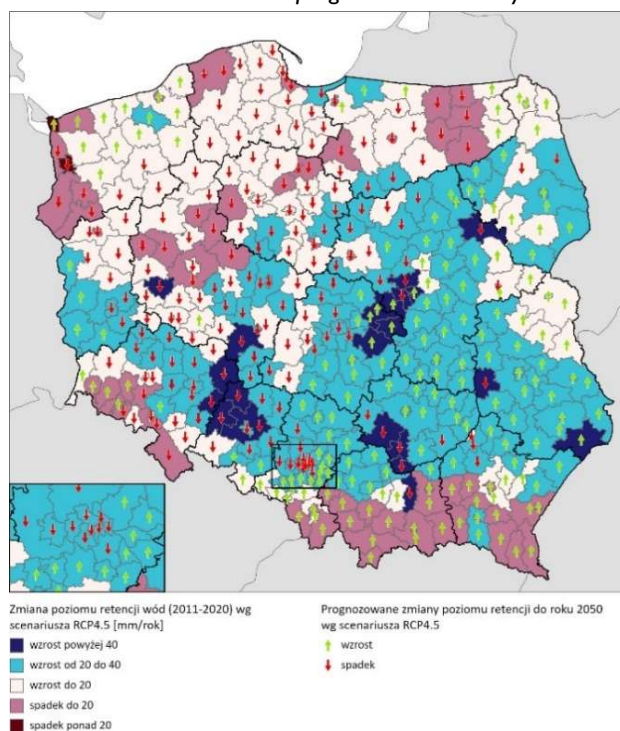 Zmiana poziomu retencji wód (2011-2020) wg
scenariusza RCP4.5 [mm/rok]
wzrost powyżej 40
wzrost od 20 do 40
wzrost do 20
spadek do 20
spadek ponad 20
Prognozowane zmiany poziomu retencji do roku 2050
wg scenariusza RCP4.5
wzrost
spadek